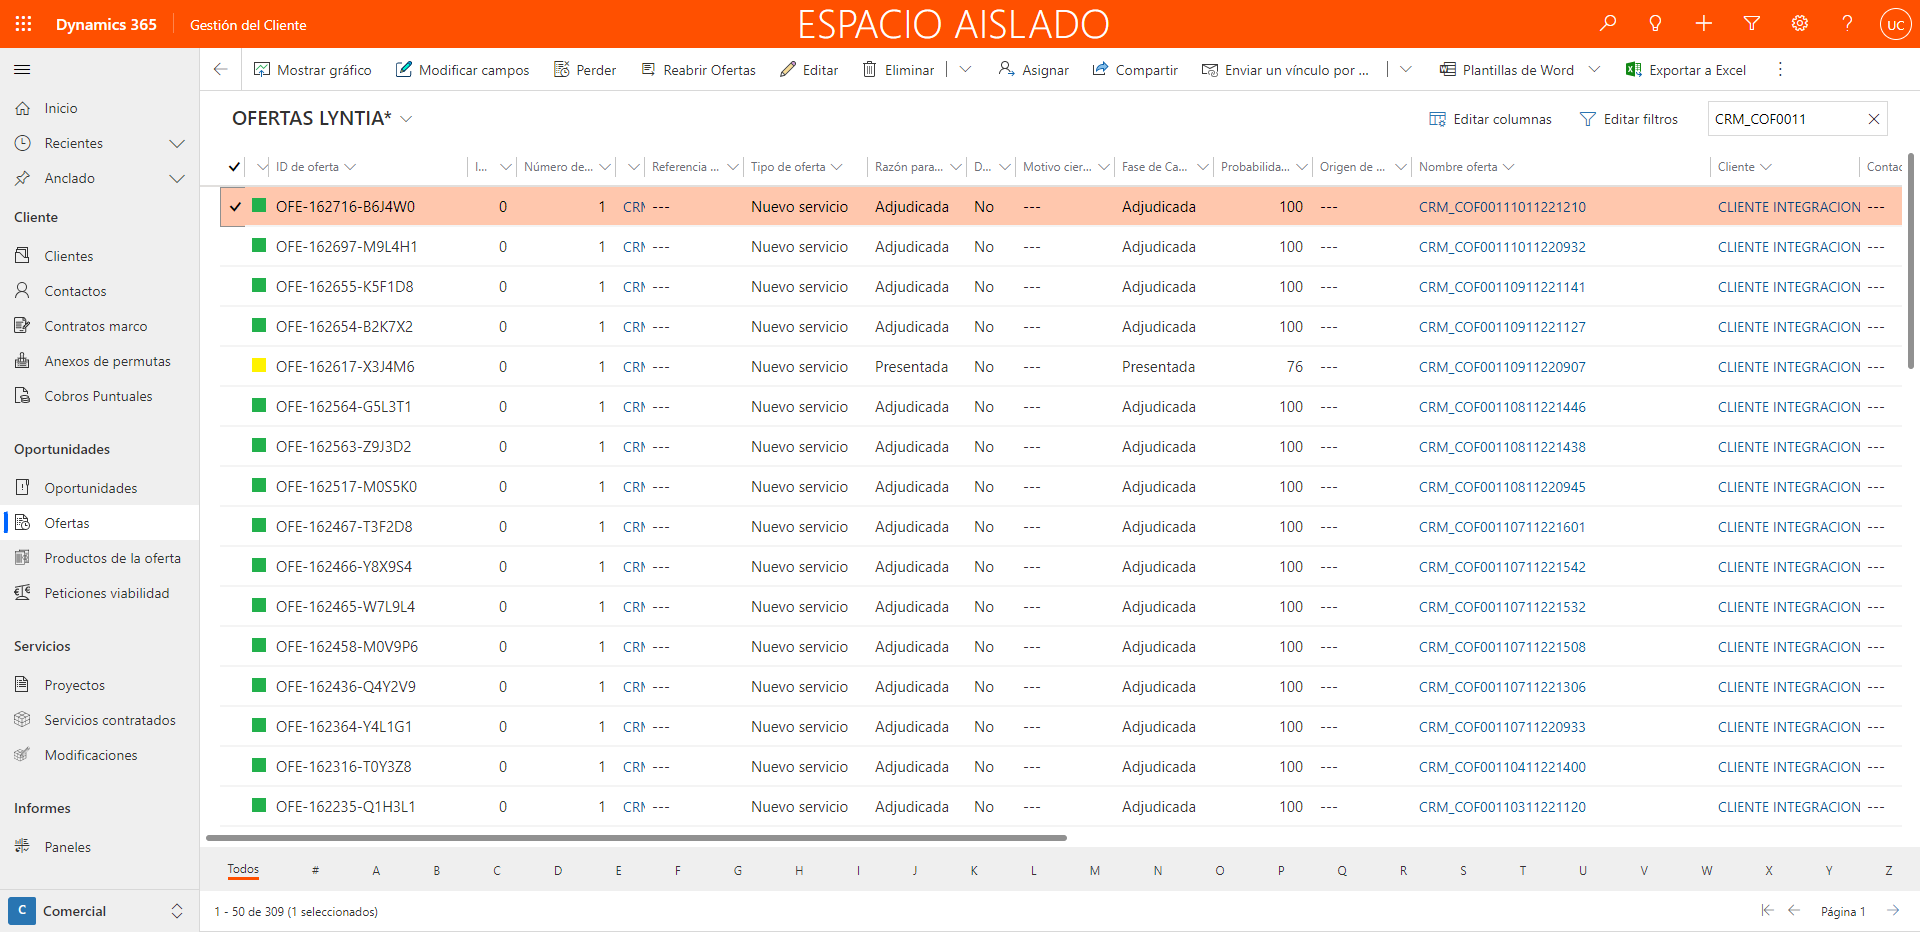 Dynamics 365
Gestión del Cliente
ESPACIO AISLADO
UC
Mostrar gráfico
Modificar campos
Perder
Reabrir Ofertas
Editar
Eliminar
Asignar
Compartir
Enviar un vínculo por ...
Plantillas de Word
Exportar a Excel
Inicio
Recientes
Anclado
Cliente
Clientes
Contactos
Contratos marco
Anexos de permutas
Cobros Puntuales
Oportunidades
Oportunidades
Ofertas
Productos de la oferta
Peticiones viabilidad
Servicios
Proyectos
Servicios contratados
Modificaciones
Informes
Paneles
C Comercial
OFERTAS LYNTIA*
Editar columnas
Editar filtros
CRM_COF0011
ID de oferta I... Número de... Referencia ... Tipo de oferta Razón para... D... Motivo cier... Fase de Ca... Probabilida... Origen de ... Nombre oferta Cliente Contac
OFE-162716-B6J4W0 0 1 CRM --- Nuevo servicio Adjudicada No --- Adjudicada 100 --- CRM_COF00111011221210 CLIENTE INTEGRACION ---
OFE-162697-M9L4H1 0 1 CRM --- Nuevo servicio Adjudicada No --- Adjudicada 100 --- CRM_COF00111011220932 CLIENTE INTEGRACION ---
OFE-162655-K5F1D8 0 1 CRM --- Nuevo servicio Adjudicada No --- Adjudicada 100 --- CRM_COF00110911221141 CLIENTE INTEGRACION ---
OFE-162654-B2K7X2 0 1 CRM --- Nuevo servicio Adjudicada No --- Adjudicada 100 --- CRM_COF00110911221127 CLIENTE INTEGRACION ---
OFE-162617-X3J4M6 0 1 CRM --- Nuevo servicio Presentada No --- Presentada 76 --- CRM_COF00110911220907 CLIENTE INTEGRACION ---
OFE-162564-G5L3T1 0 1 CRM --- Nuevo servicio Adjudicada No --- Adjudicada 100 --- CRM_COF00110811221446 CLIENTE INTEGRACION ---
OFE-162563-Z9J3D2 0 1 CRM --- Nuevo servicio Adjudicada No --- Adjudicada 100 --- CRM_COF00110811221438 CLIENTE INTEGRACION ---
OFE-162517-M0S5K0 0 1 CRM --- Nuevo servicio Adjudicada No --- Adjudicada 100 --- CRM_COF00110811220945 CLIENTE INTEGRACION ---
OFE-162467-T3F2D8 0 1 CRM --- Nuevo servicio Adjudicada No --- Adjudicada 100 --- CRM_COF00110711221601 CLIENTE INTEGRACION ---
OFE-162466-Y8X9S4 0 1 CRM --- Nuevo servicio Adjudicada No --- Adjudicada 100 --- CRM_COF00110711221542 CLIENTE INTEGRACION ---
OFE-162465-W7L9L4 0 1 CRM --- Nuevo servicio Adjudicada No --- Adjudicada 100 --- CRM_COF00110711221532 CLIENTE INTEGRACION ---
OFE-162458-M0V9P6 0 1 CRM --- Nuevo servicio Adjudicada No --- Adjudicada 100 --- CRM_COF00110711221508 CLIENTE INTEGRACION ---
OFE-162436-Q4Y2V9 0 1 CRM --- Nuevo servicio Adjudicada No --- Adjudicada 100 --- CRM_COF00110711221306 CLIENTE INTEGRACION ---
OFE-162364-Y4L1G1 0 1 CRM --- Nuevo servicio Adjudicada No --- Adjudicada 100 --- CRM_COF00110711220933 CLIENTE INTEGRACION ---
OFE-162316-T0Y3Z8 0 1 CRM --- Nuevo servicio Adjudicada No --- Adjudicada 100 --- CRM_COF00110411221400 CLIENTE INTEGRACION ---
OFE-162235-Q1H3L1 0 1 CRM --- Nuevo servicio Adjudicada No --- Adjudicada 100 --- CRM_COF00110311221120 CLIENTE INTEGRACION ---
Todos # A B C D E F G H I J K L M N O P Q R S T U V W X Y Z
1 - 50 de 309 (1 seleccionados)
Página 1